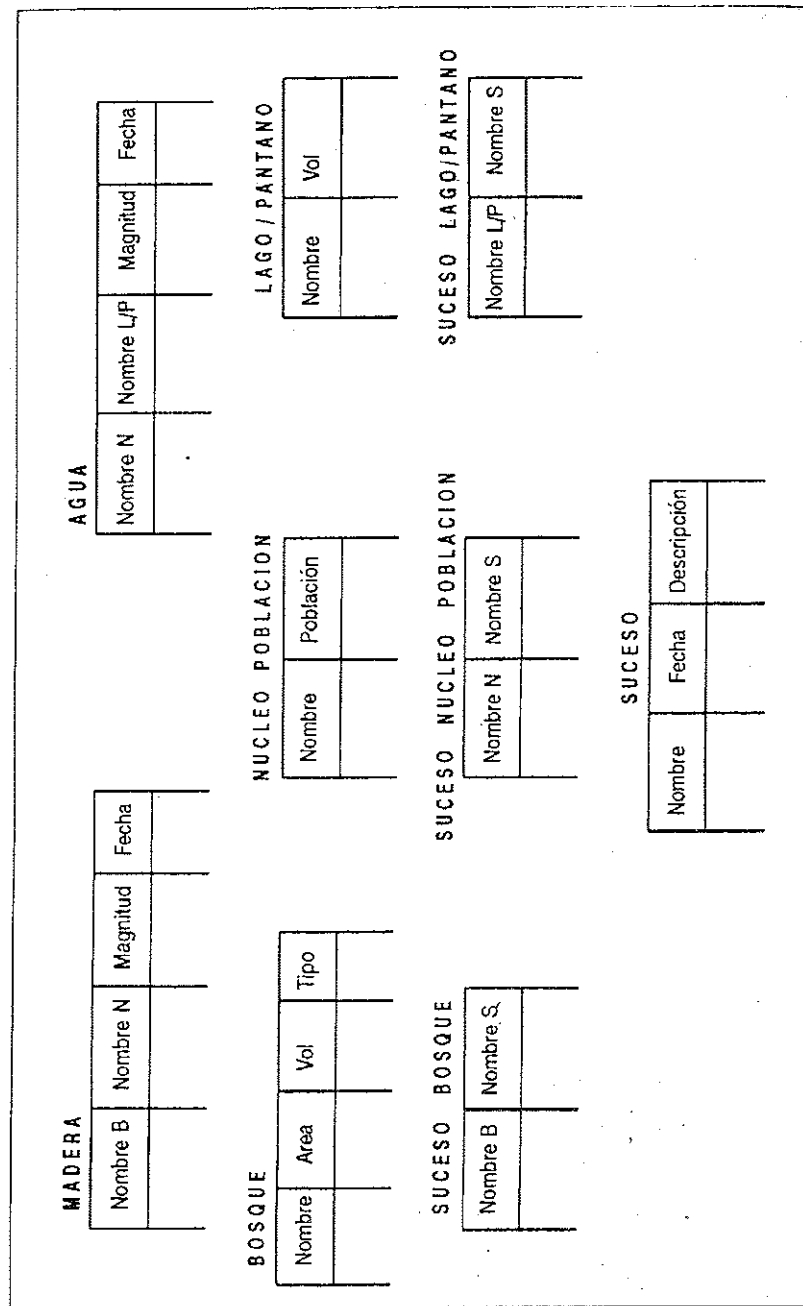 MADERA
Nombre B Nombre N Magnitud Fecha
AGUA
Nombre N Nombre L/P Magnitud Fecha
BOSQUE
Nombre Area Vol Tipo
NUCLEO POBLACION
Nombre Población
LAGO/PANTANO
Nombre Vol
SUCESO BOSQUE
Nombre B Nombre S
SUCESO NUCLEO POBLACION
Nombre N Nombre S
SUCESO LAGO/PANTANO
Nombre L/P Nombre S
SUCESO
Nombre Fecha Descripción